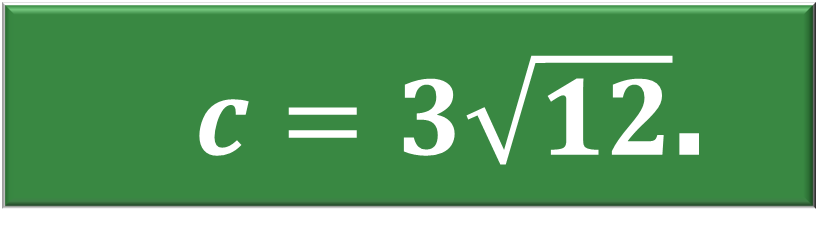 c = 3√12.